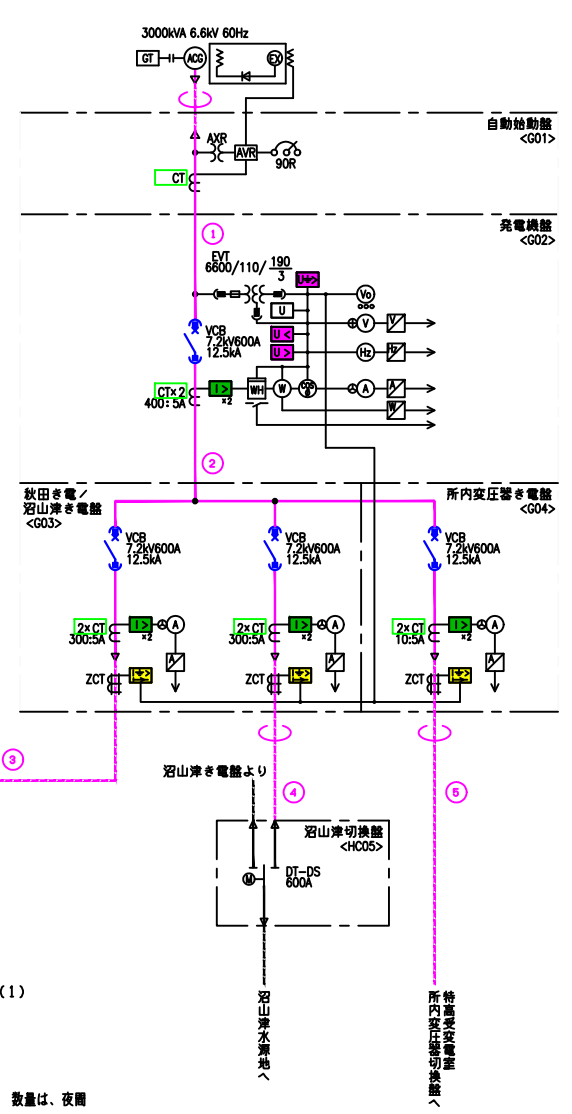 3000kVA 6.6kV 60Hz
GT
ACG
EX
自動始動盤
<G01>
AXR
AVR
90R
CT
発電機盤
<G02>
1
EVT
6600/110/ 190
3
U
U <
U >
Vo
V
V
Hz
Hz
VCB
7.2kV600A
12.5kA
CT×2
400:5A
I >
×2
WH
W
COS
A
A
W
2
秋田き電/
沼山津き電盤
<G03>
所内変圧器き電盤
<G04>
VCB
7.2kV600A
12.5kA
VCB
7.2kV600A
12.5kA
VCB
7.2kV600A
12.5kA
2×CT
300:5A
I >
×2
A
A
2×CT
300:5A
I >
×2
A
A
2×CT
10:5A
I >
×2
A
A
ZCT
ZCT
ZCT
3
沼山津き電盤より
4
5
沼山津切換盤
<HC05>
M
DT-DS
600A
(1)
沼山津水源地へ
特高受変電室
所内変圧器切換盤へ
数量は、夜間